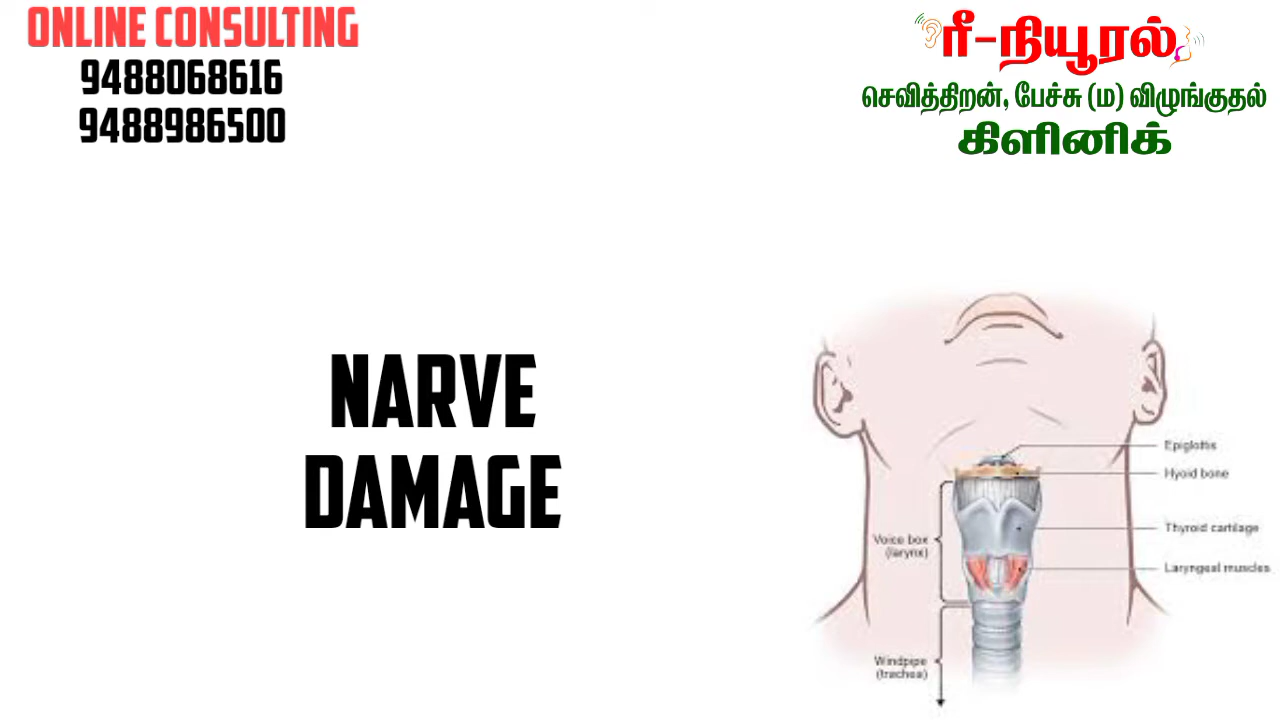 ONLINE CONSULTING
9488068616
9488986500
ரீ-நியூரல்
செவித்திறன், பேச்சு (ம) விழுங்குதல்
கிளினிக்
NARVE
DAMAGE
Epiglottis
Hyoid bone
Thyroid cartilage
Voice box
(larynx)
Laryngeal muscles
Windpipe
(trachea)